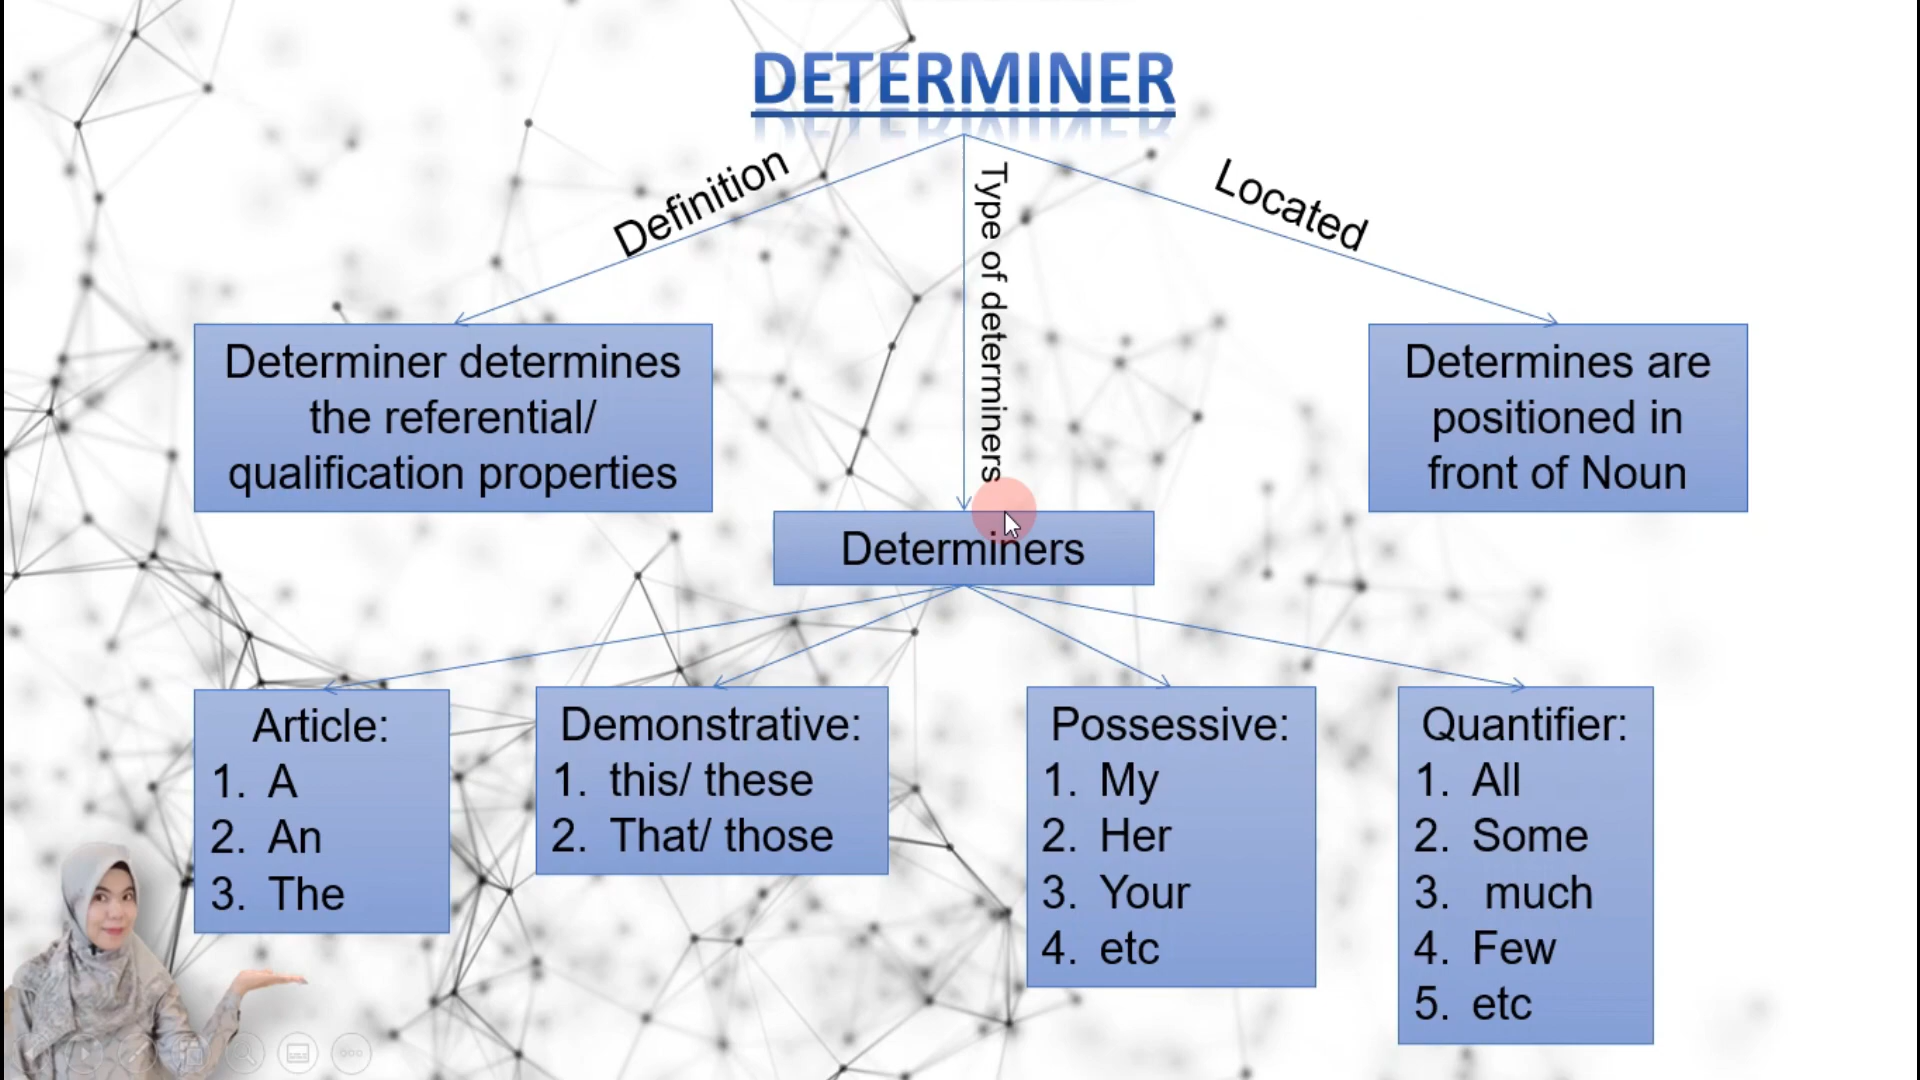 DETERMINER
Definition
Type of determiners
Located
Determiner determines
the referential/
qualification properties
Determines are
positioned in
front of Noun
Determiners
Article:
1. A
2. An
3. The
Demonstrative:
1. this/ these
2. That/ those
Possessive:
1. My
2. Her
3. Your
4. etc
Quantifier:
1. All
2. Some
3. much
4. Few
5. etc